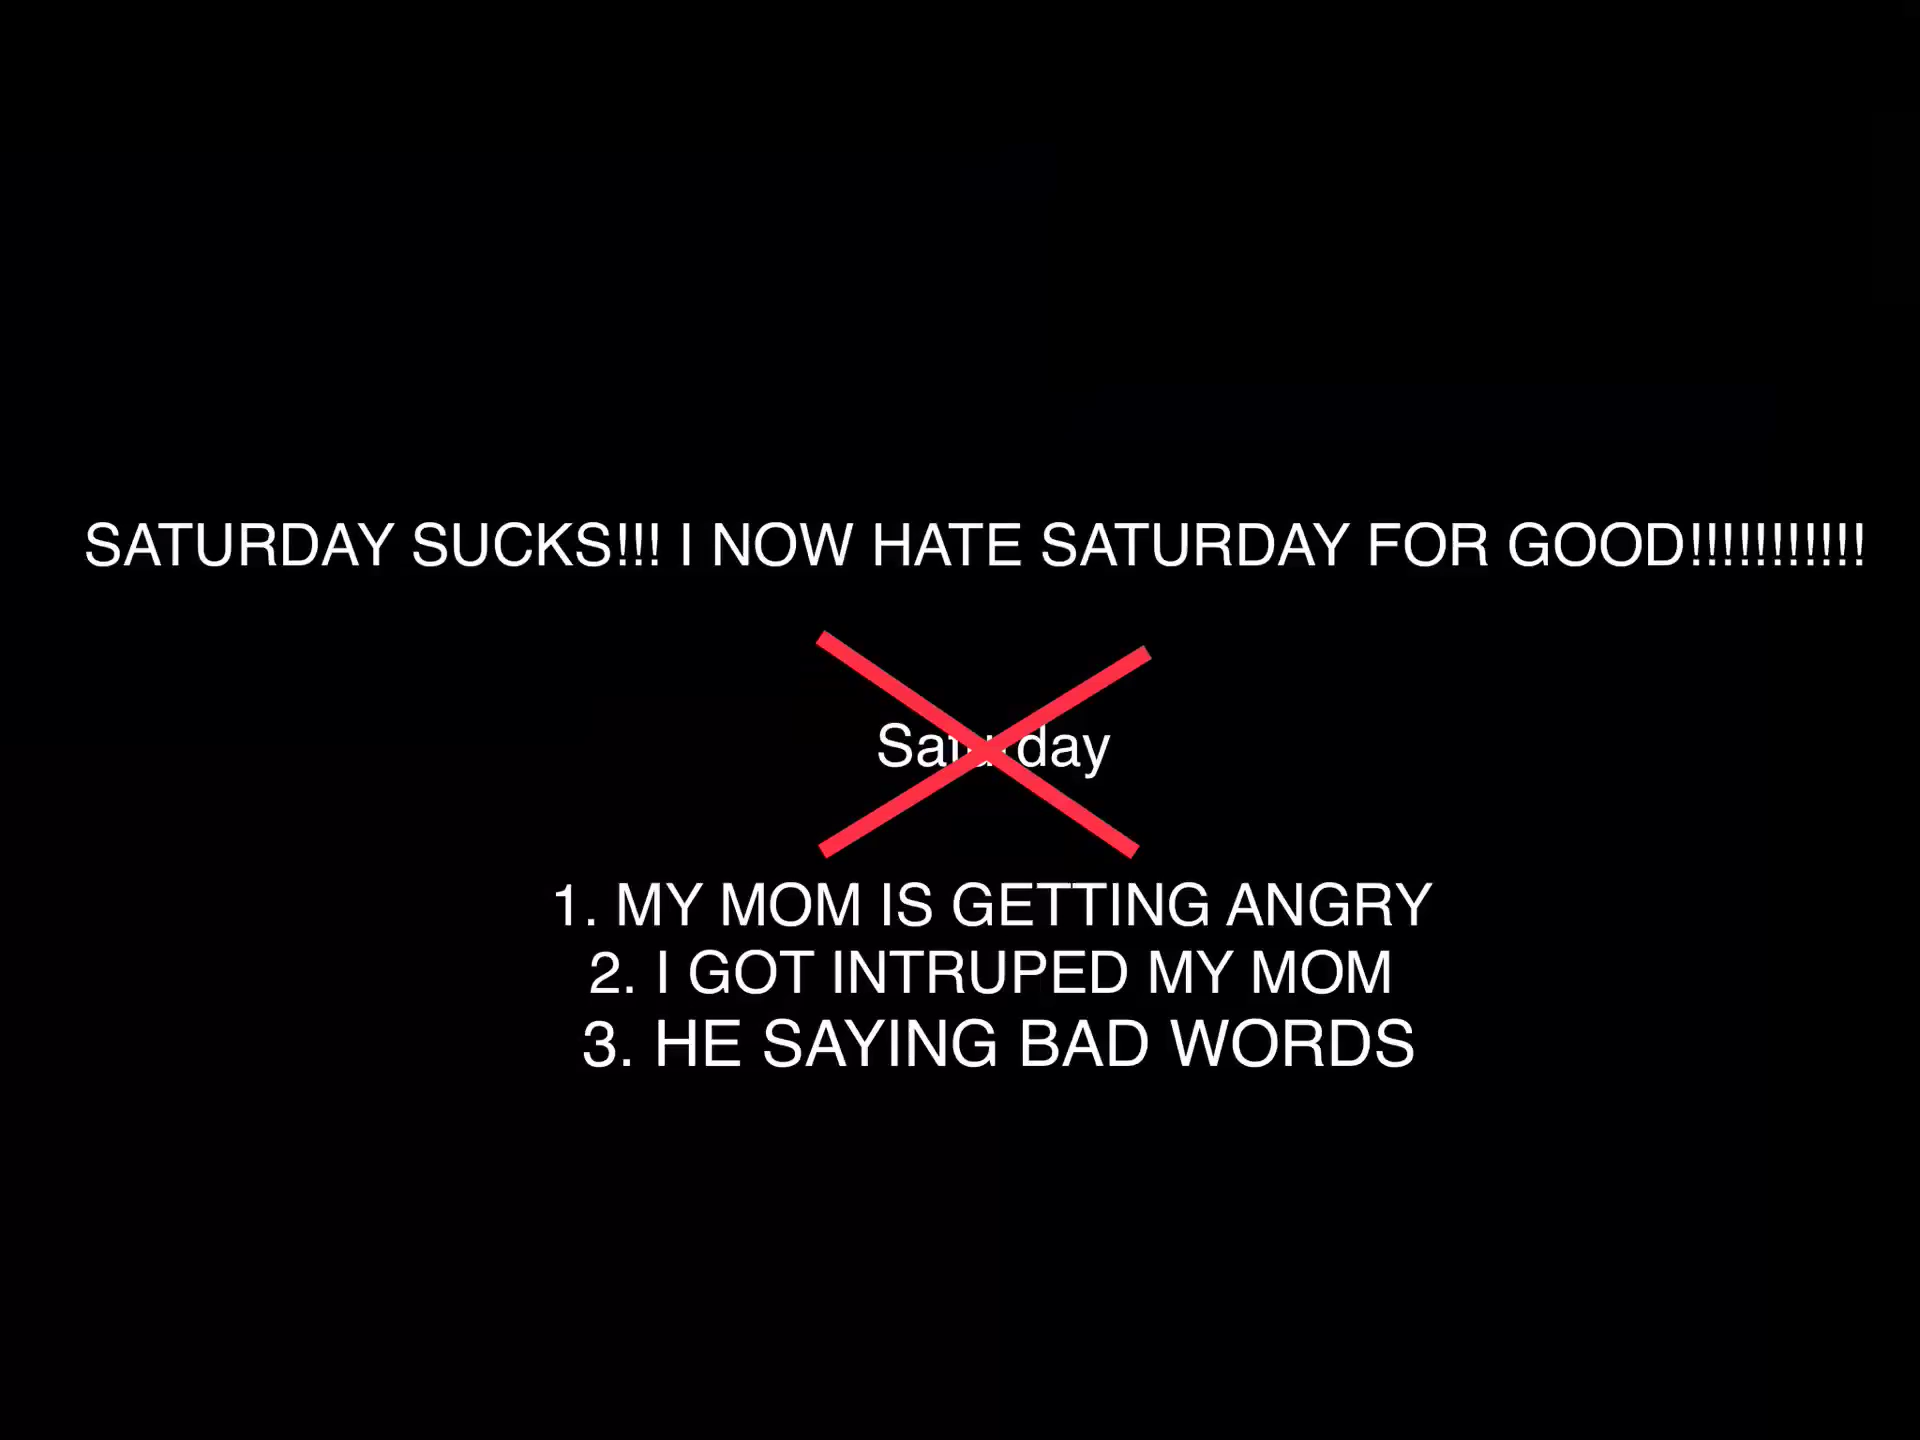 SATURDAY SUCKS!!! I NOW HATE SATURDAY FOR GOOD!!!!!!!!!!!
Saturday
1. MY MOM IS GETTING ANGRY
2. I GOT INTRUPED MY MOM
3. HE SAYING BAD WORDS